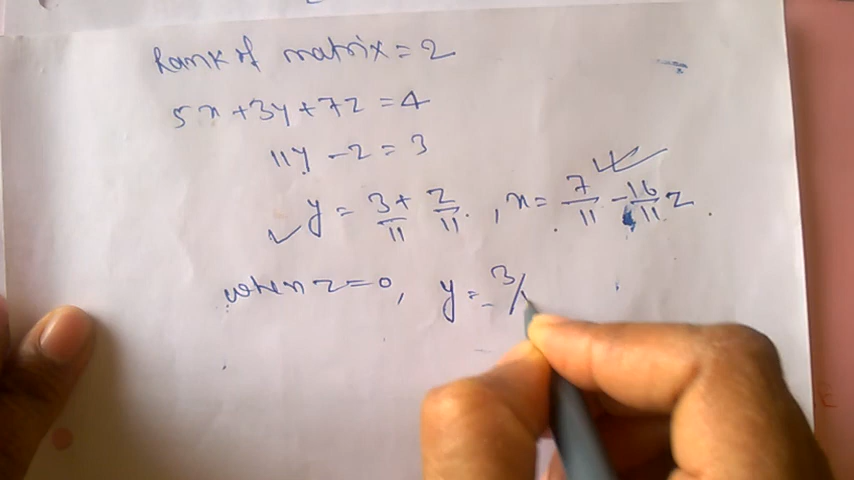 Rank of matrix = 2
5x + 3y + 7z = 4
11y - z = 3
y = 3/11 + z/11, x = 7/11 - 16/11 z.
when z = 0, y = 3/